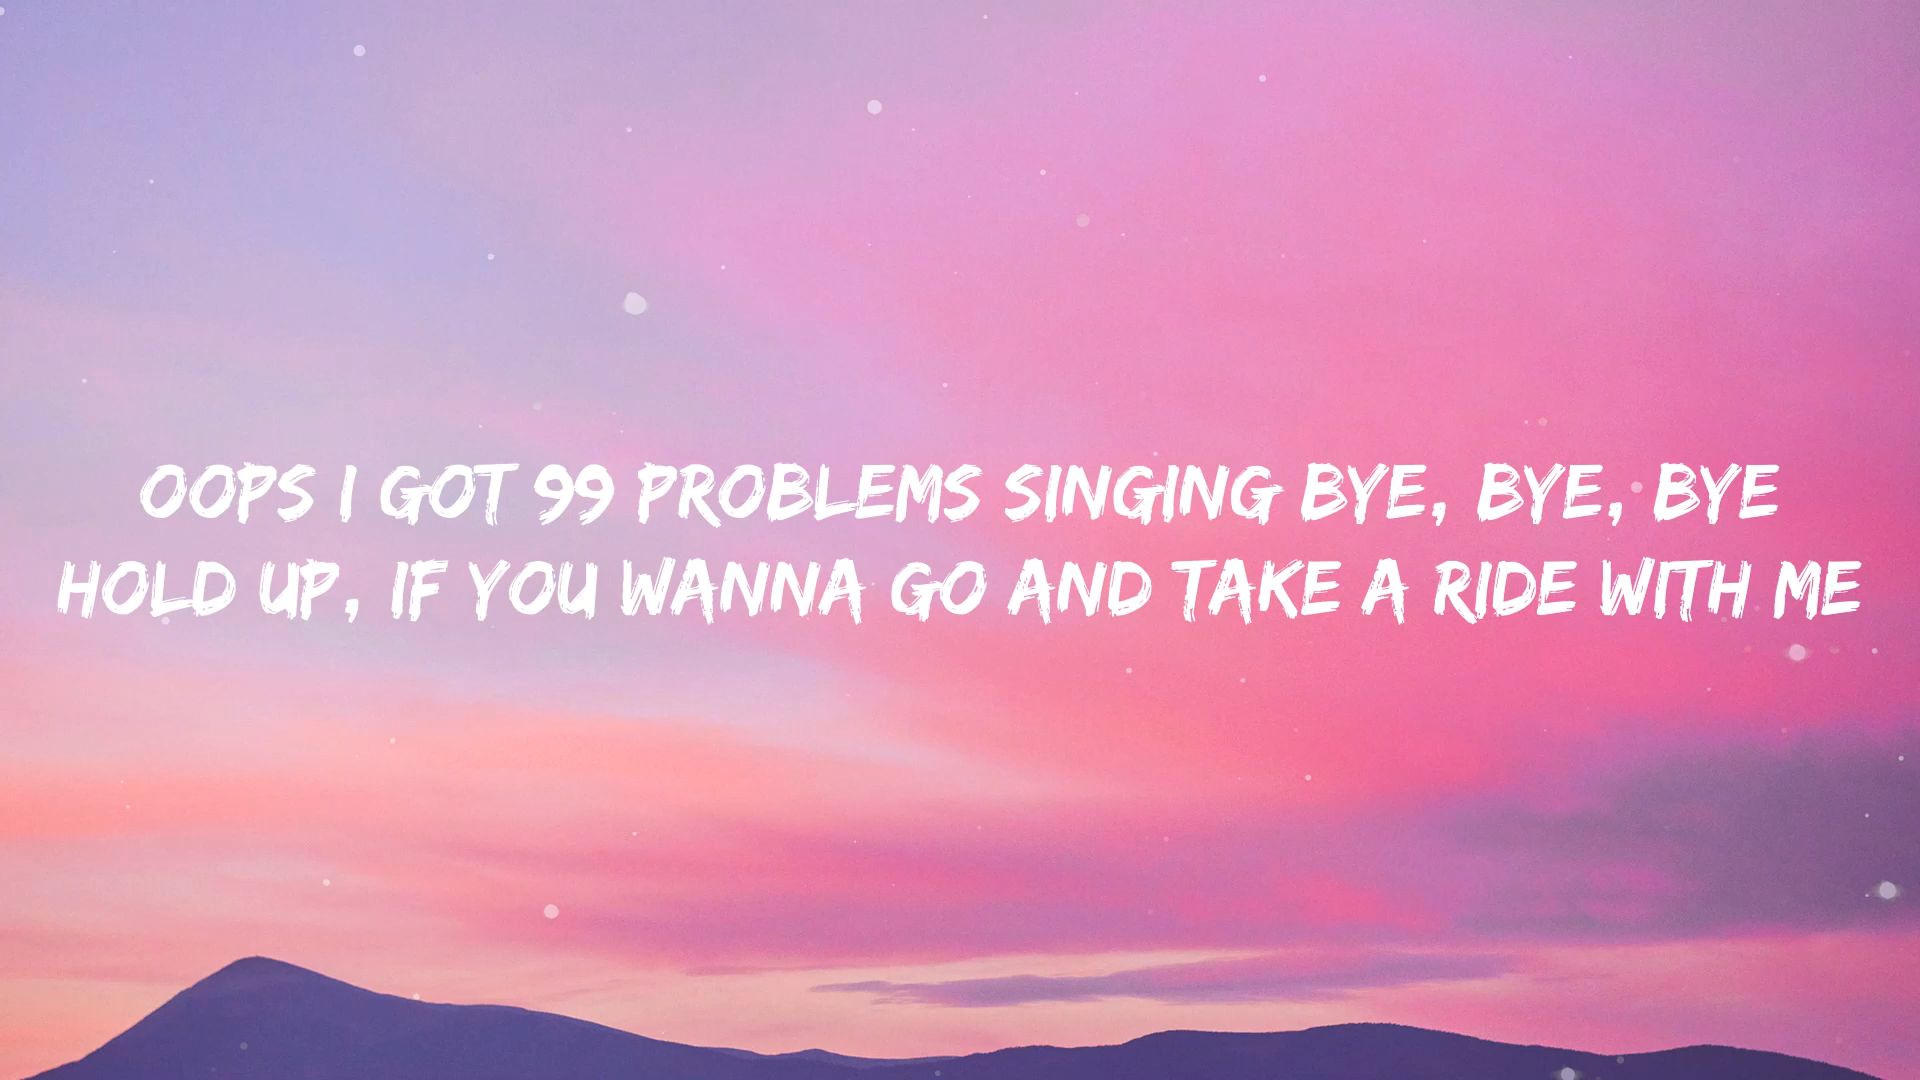 OOPS I GOT 99 PROBLEMS SINGING BYE, BYE, BYE
HOLD UP, IF YOU WANNA GO AND TAKE A RIDE WITH ME